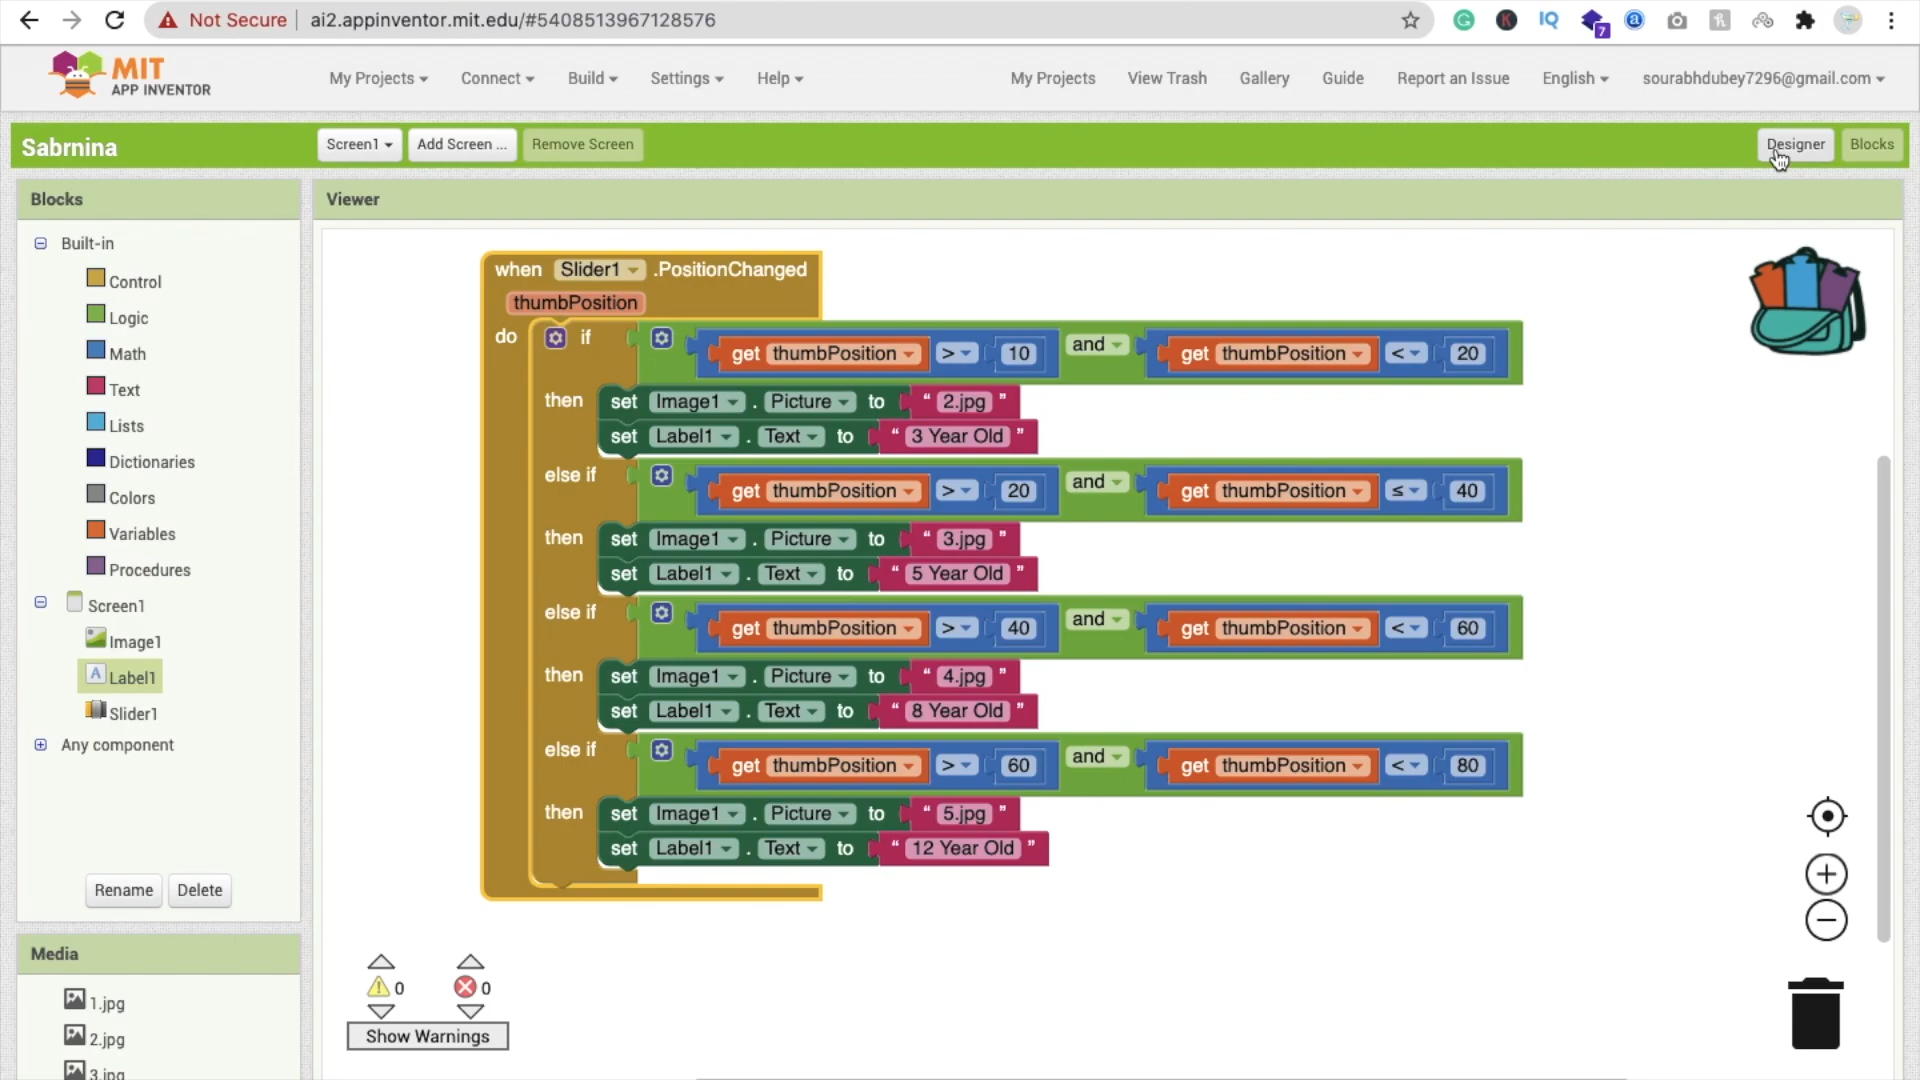 Not Secure
ai2.appinventor.mit.edu/#5408513967128576
7
MIT
APP INVENTOR
My Projects
Connect
Build
Settings
Help
My Projects
View Trash
Gallery
Guide
Report an Issue
English
sourabhdubey7296@gmail.com
Sabrnina
Screen1
Add Screen ...
Remove Screen
Designer
Blocks
Blocks
Viewer
Built-in
Control
Logic
Math
Text
Lists
Dictionaries
Colors
Variables
Procedures
Screen1
Image1
A Label1
Slider1
Any component
Rename
Delete
Media
1.jpg
2.jpg
3.jpg
when Slider1 .PositionChanged
thumbPosition
do if get thumbPosition > 10 and get thumbPosition < 20
then set Image1 . Picture to “ 2.jpg ”
set Label1 . Text to “ 3 Year Old ”
else if get thumbPosition > 20 and get thumbPosition ≤ 40
then set Image1 . Picture to “ 3.jpg ”
set Label1 . Text to “ 5 Year Old ”
else if get thumbPosition > 40 and get thumbPosition < 60
then set Image1 . Picture to “ 4.jpg ”
set Label1 . Text to “ 8 Year Old ”
else if get thumbPosition > 60 and get thumbPosition < 80
then set Image1 . Picture to “ 5.jpg ”
set Label1 . Text to “ 12 Year Old ”
0 0
Show Warnings